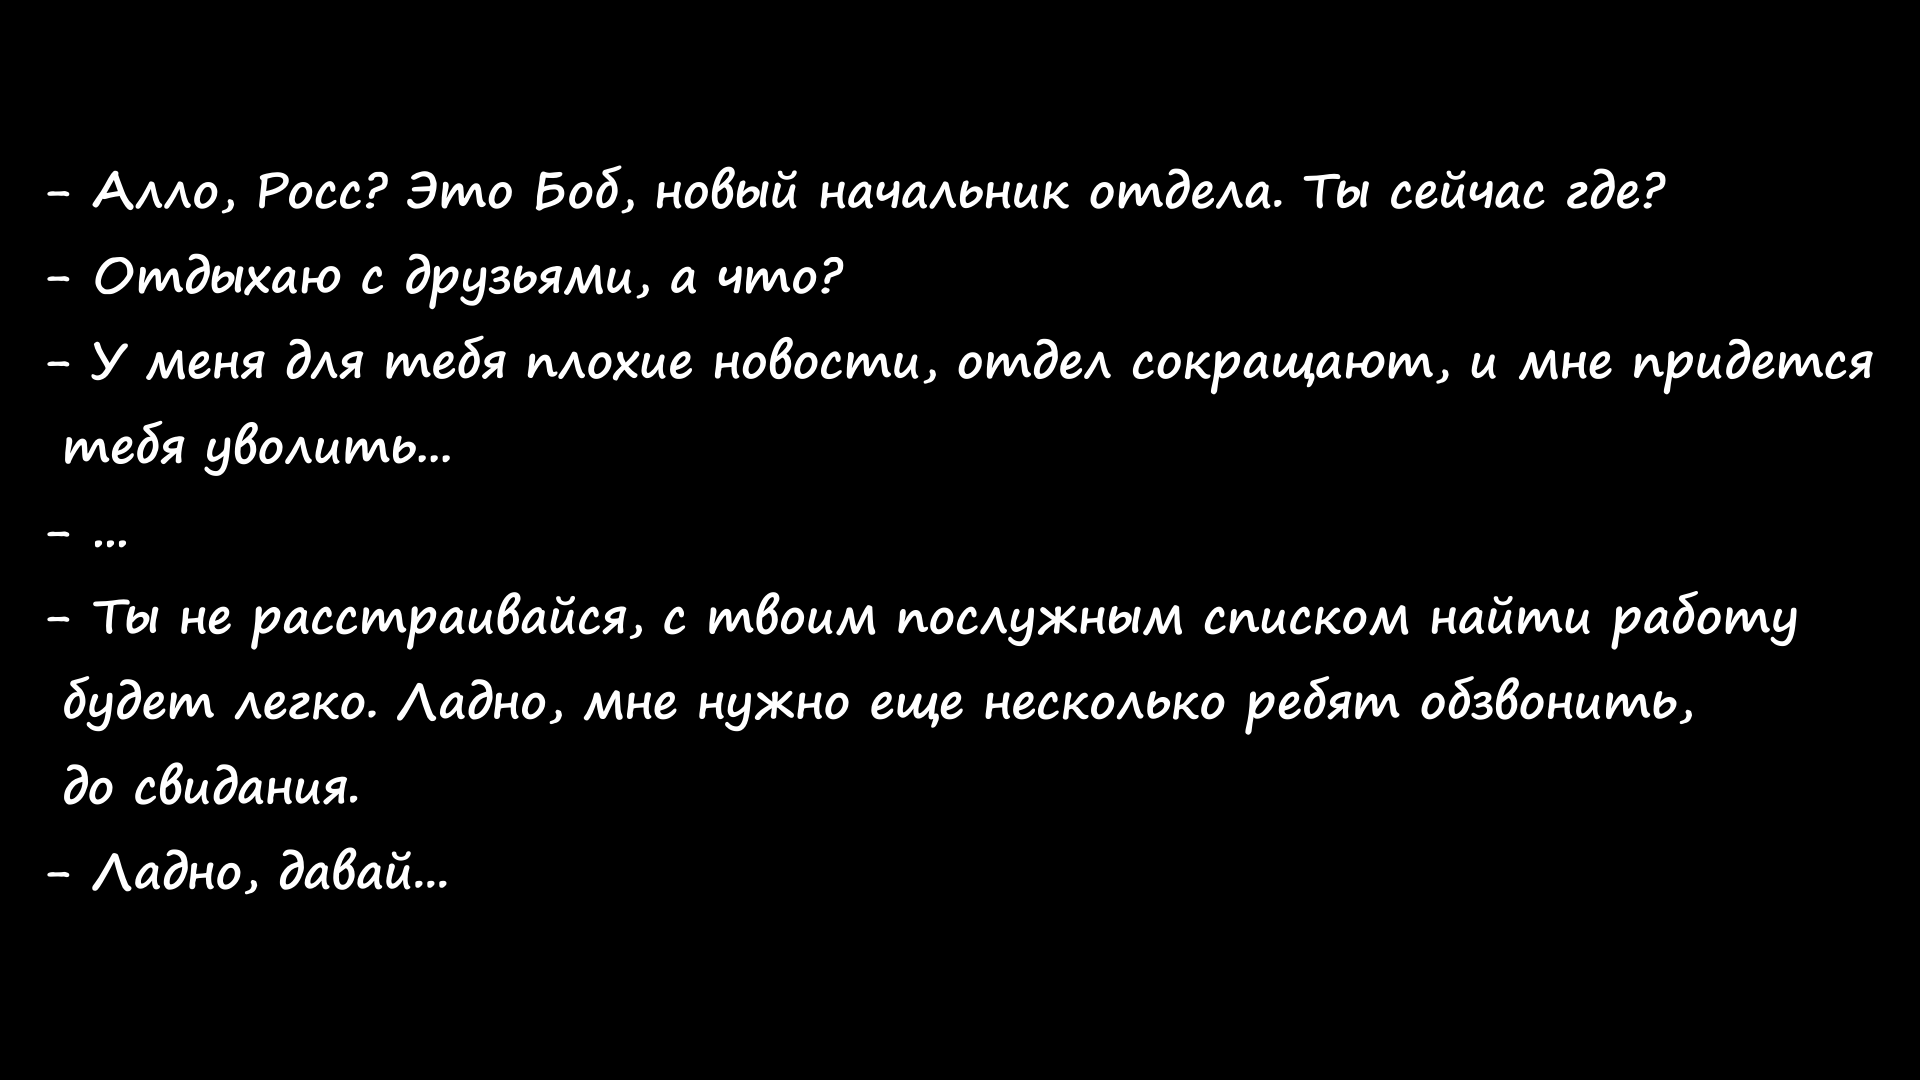 - Алло, Росс? Это Боб, новый начальник отдела. Ты сейчас где?
- Отдыхаю с друзьями, а что?
- У меня для тебя плохие новости, отдел сокращают, и мне придется
тебя уволить...
- ...
- Ты не расстраивайся, с твоим послужным списком найти работу
будет легко. Ладно, мне нужно еще несколько ребят обзвонить,
до свидания.
- Ладно, давай...